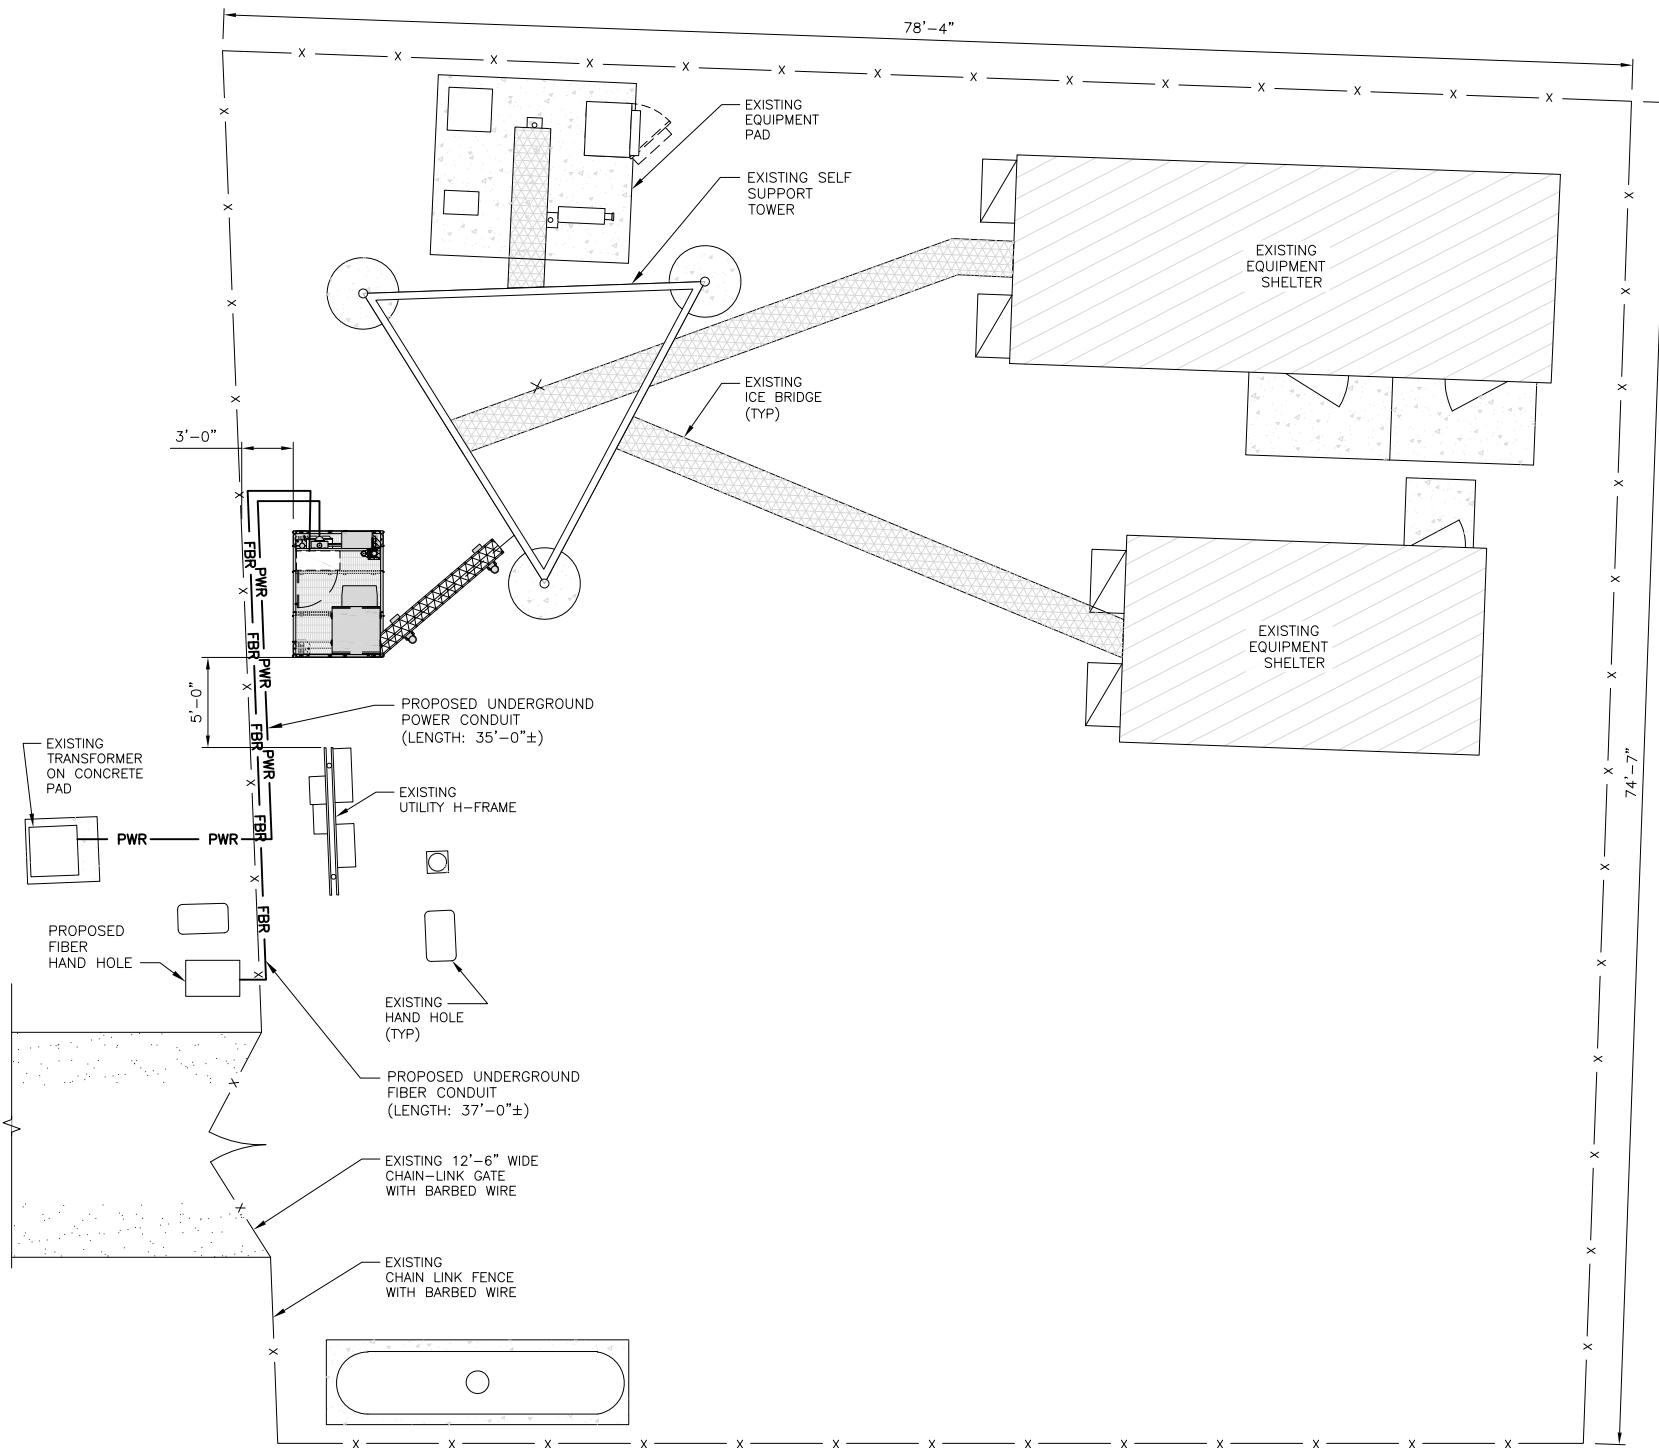 78'-4"
EXISTING
EQUIPMENT
PAD
EXISTING SELF
SUPPORT
TOWER
EXISTING
EQUIPMENT
SHELTER
EXISTING
ICE BRIDGE
(TYP)
3'-0"
FBR
PWR
FBR
PWR
FBR
PWR
FBR
FBR
5'-0"
EXISTING
EQUIPMENT
SHELTER
PROPOSED UNDERGROUND
POWER CONDUIT
(LENGTH: 35'-0"±)
74'-7"
EXISTING
TRANSFORMER
ON CONCRETE
PAD
EXISTING
UTILITY H-FRAME
PWR PWR
PROPOSED
FIBER
HAND HOLE
EXISTING
HAND HOLE
(TYP)
PROPOSED UNDERGROUND
FIBER CONDUIT
(LENGTH: 37'-0"±)
EXISTING 12'-6" WIDE
CHAIN-LINK GATE
WITH BARBED WIRE
EXISTING
CHAIN LINK FENCE
WITH BARBED WIRE